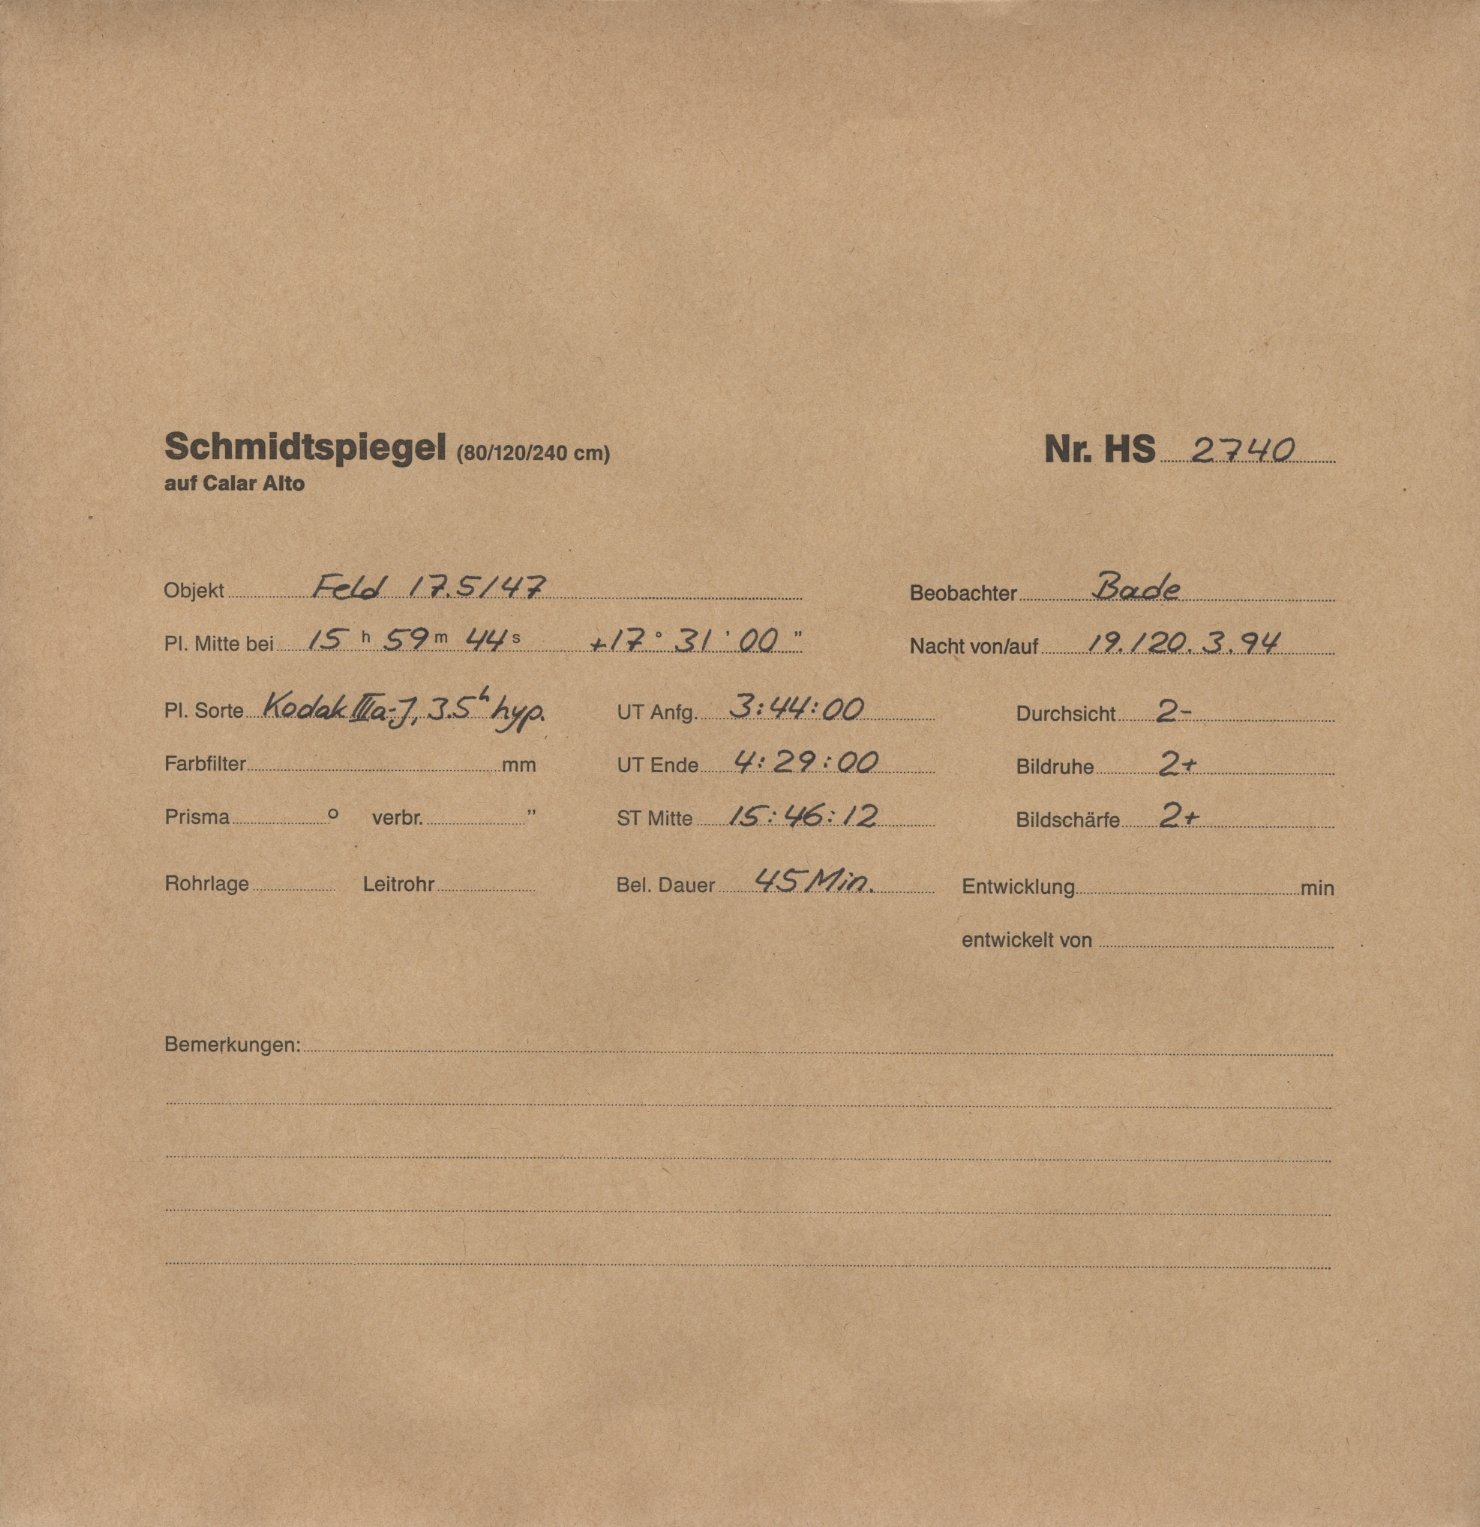 Schmidtspiegel (80/120/240 cm) Nr. HS 2740
auf Calar Alto
Objekt Feld 17.5/47 Beobachter Bade
Pl. Mitte bei 15 h 59 m 44 s +17 ° 31 ' 00 " Nacht von/auf 19./20.3.94
Pl. Sorte Kodak IIIa-J, 3.5h hyp. UT Anfg. 3:44:00 Durchsicht 2-
Farbfilter mm UT Ende 4:29:00 Bildruhe 2+
Prisma ° verbr. " ST Mitte 15:46:12 Bildschärfe 2+
Rohrlage Leitrohr Bel. Dauer 45 Min. Entwicklung min
entwickelt von
Bemerkungen: